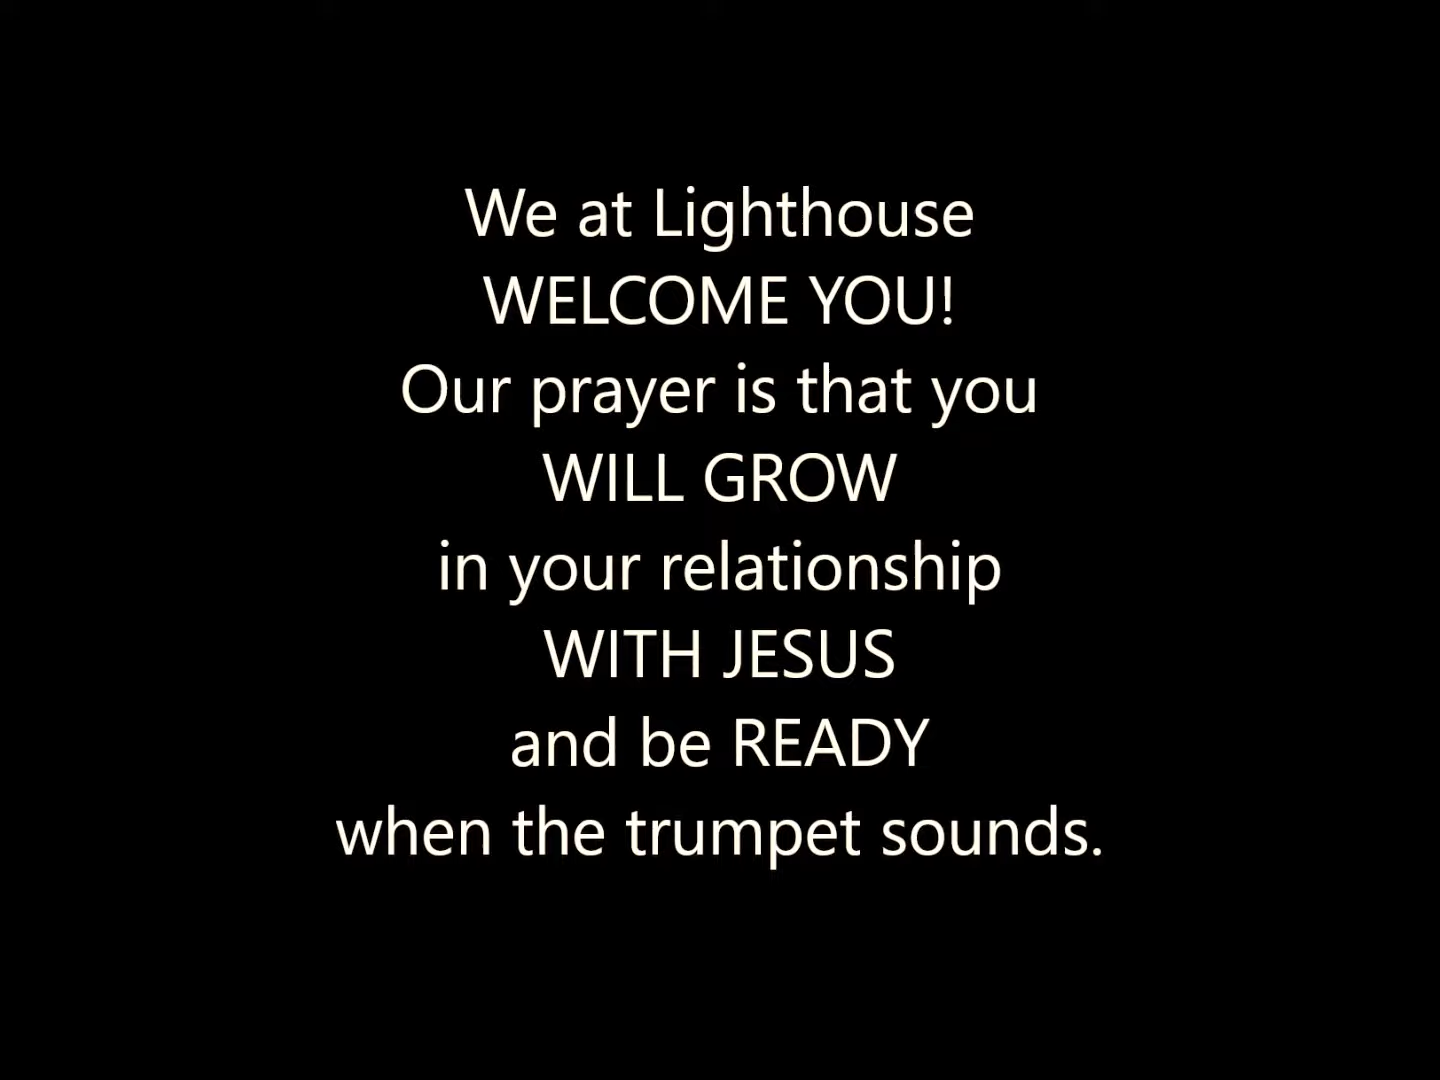 We at Lighthouse
WELCOME YOU!
Our prayer is that you
WILL GROW
in your relationship
WITH JESUS
and be READY
when the trumpet sounds.